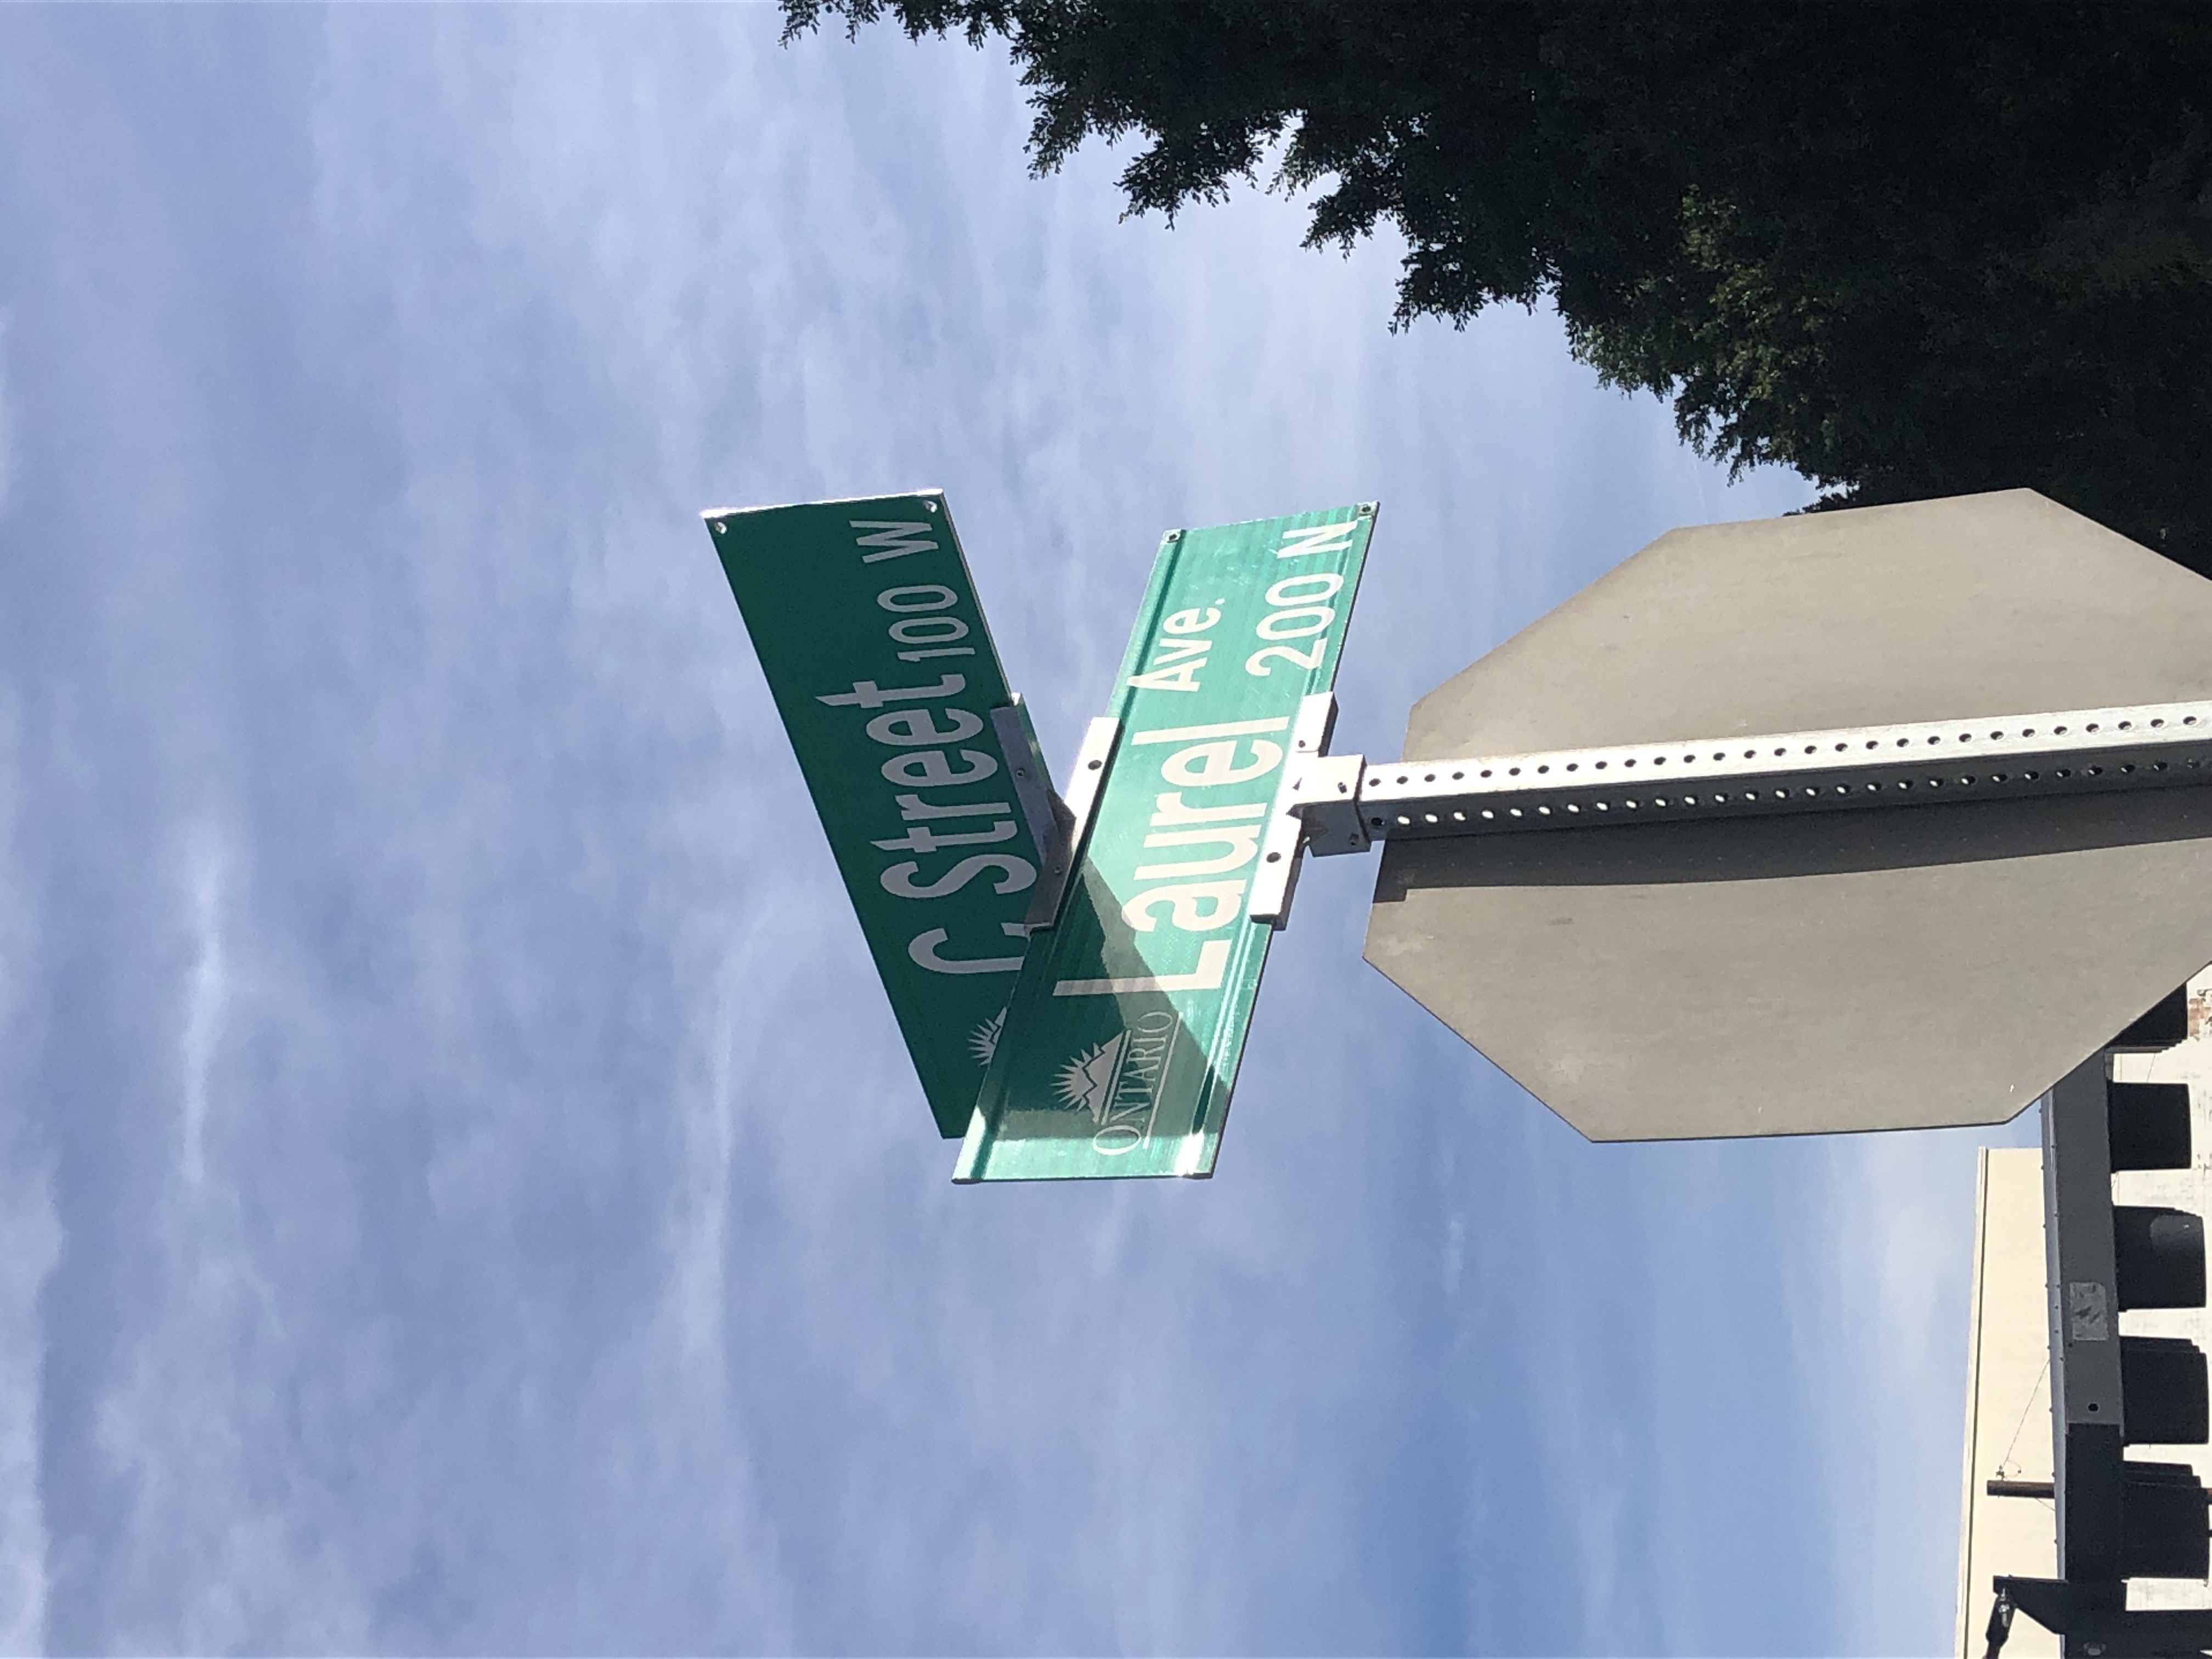 C Street 100 W
Laurel Ave.
200 N
ONTARIO